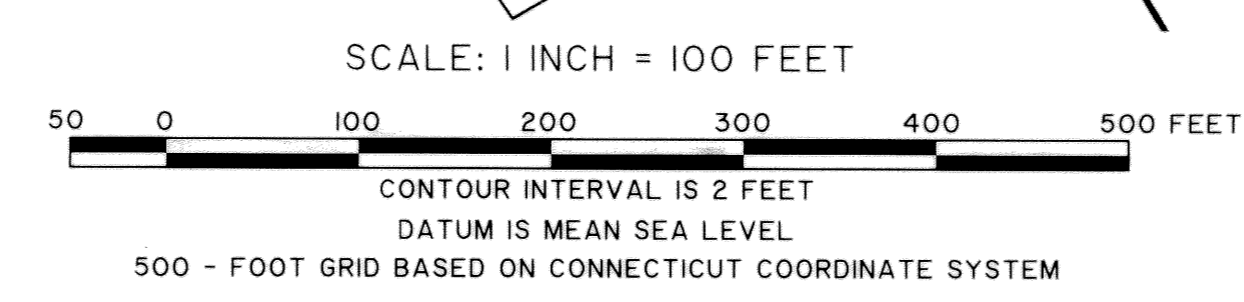 SCALE: 1 INCH = 100 FEET
50 0 100 200 300 400 500 FEET
CONTOUR INTERVAL IS 2 FEET
DATUM IS MEAN SEA LEVEL
500 - FOOT GRID BASED ON CONNECTICUT COORDINATE SYSTEM